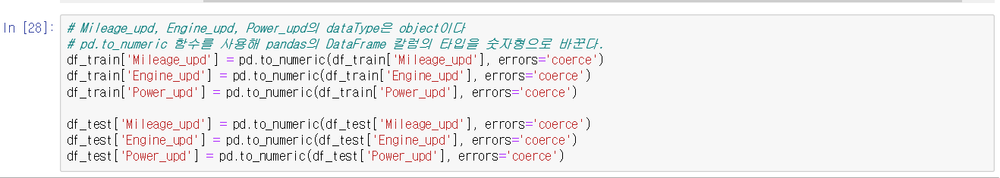 In [28]:
# Mileage_upd, Engine_upd, Power_upd의 dataType은 object이다
# pd.to_numeric 함수를 사용해 pandas의 DataFrame 칼럼의 타입을 숫자형으로 바꾼다.
df_train['Mileage_upd'] = pd.to_numeric(df_train['Mileage_upd'], errors='coerce')
df_train['Engine_upd'] = pd.to_numeric(df_train['Engine_upd'], errors='coerce')
df_train['Power_upd'] = pd.to_numeric(df_train['Power_upd'], errors='coerce')
df_test['Mileage_upd'] = pd.to_numeric(df_test['Mileage_upd'], errors='coerce')
df_test['Engine_upd'] = pd.to_numeric(df_test['Engine_upd'], errors='coerce')
df_test['Power_upd'] = pd.to_numeric(df_test['Power_upd'], errors='coerce')